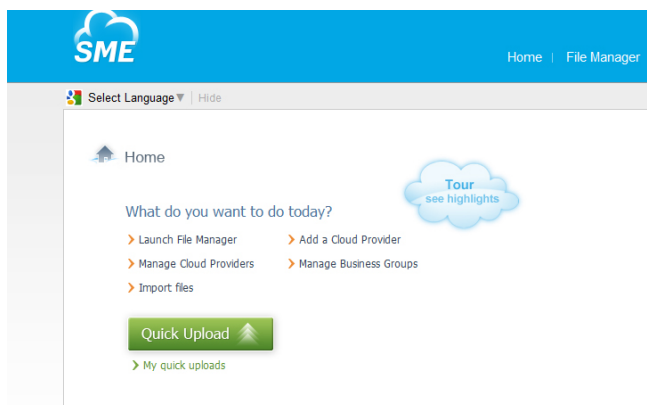 SME
Home | File Manager
Select Language▼ | Hide
Home
Tour
see highlights
What do you want to do today?
Launch File Manager
Add a Cloud Provider
Manage Cloud Providers
Manage Business Groups
Import files
Quick Upload
My quick uploads